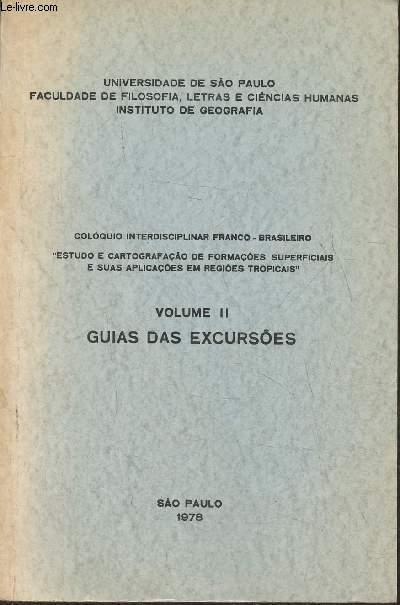 Le-livre.com
UNIVERSIDADE DE SÃO PAULO
FACULDADE DE FILOSOFIA, LETRAS E CIÊNCIAS HUMANAS
INSTITUTO DE GEOGRAFIA
COLÓQUIO INTERDISCIPLINAR FRANCO - BRASILEIRO
"ESTUDO E CARTOGRAFAÇÃO DE FORMAÇÕES SUPERFICIAIS
E SUAS APLICAÇÕES EM REGIÕES TROPICAIS"
VOLUME II
GUIAS DAS EXCURSÕES
SÃO PAULO
1978